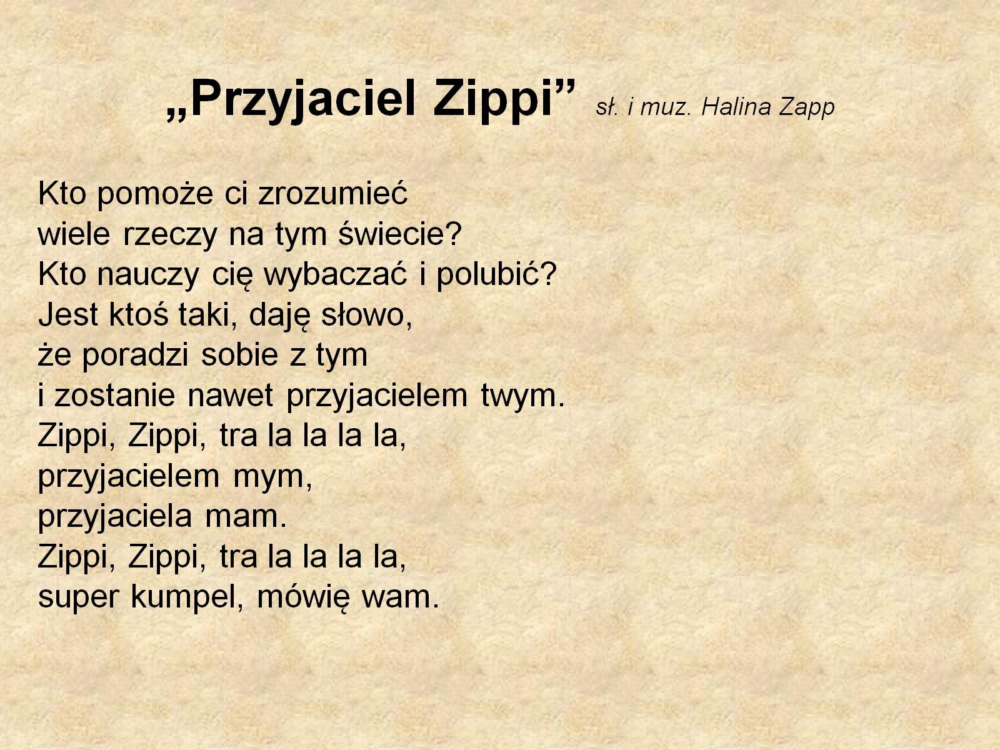 „Przyjaciel Zippi” sł. i muz. Halina Zapp
Kto pomoże ci zrozumieć
wiele rzeczy na tym świecie?
Kto nauczy cię wybaczać i polubić?
Jest ktoś taki, daję słowo,
że poradzi sobie z tym
i zostanie nawet przyjacielem twym.
Zippi, Zippi, tra la la la la,
przyjacielem mym,
przyjaciela mam.
Zippi, Zippi, tra la la la la,
super kumpel, mówię wam.